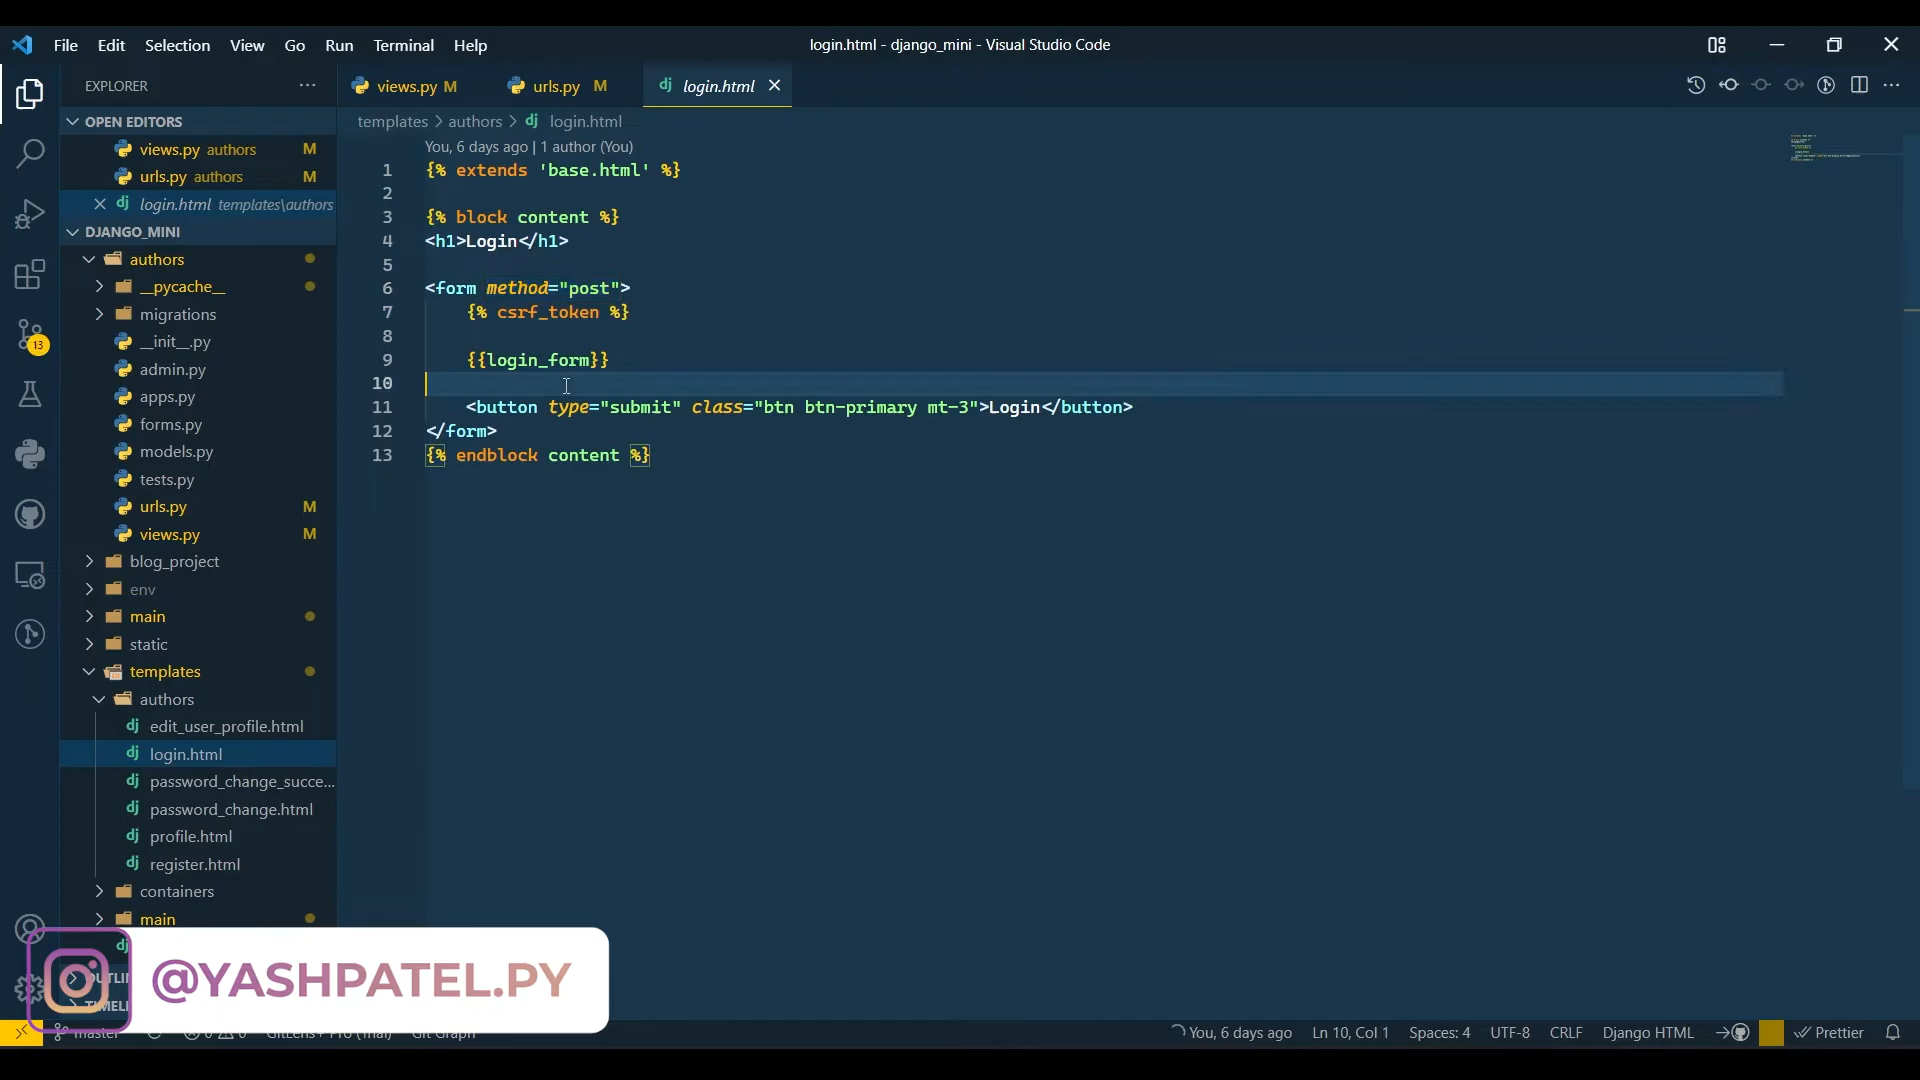 File Edit Selection View Go Run Terminal Help
login.html - django_mini - Visual Studio Code
EXPLORER
OPEN EDITORS
views.py authors M
urls.py authors M
login.html templates\authors
DJANGO_MINI
authors
__pycache__
migrations
__init__.py
admin.py
apps.py
forms.py
models.py
tests.py
urls.py M
views.py M
blog_project
env
main
static
templates
authors
edit_user_profile.html
login.html
password_change_succe...
password_change.html
profile.html
register.html
containers
main
13
views.py M
urls.py M
login.html
templates > authors > login.html
You, 6 days ago | 1 author (You)
1 {% extends 'base.html' %}
2
3 {% block content %}
4 <h1>Login</h1>
5
6 <form method="post">
7 {% csrf_token %}
8
9 {{login_form}}
10
11 <button type="submit" class="btn btn-primary mt-3">Login</button>
12 </form>
13 {% endblock content %}
@YASHPATEL.PY
You, 6 days ago Ln 10, Col 1 Spaces: 4 UTF-8 CRLF Django HTML Prettier